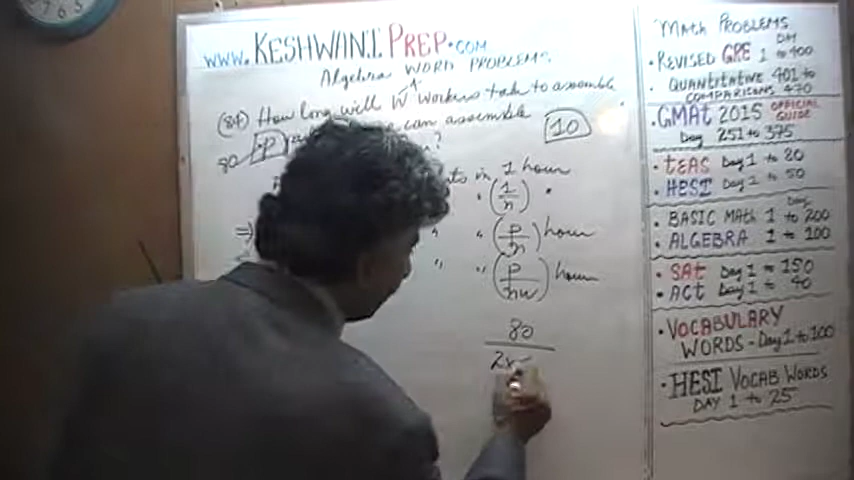 www.KESHWANIPREP.com
Algebra WORD PROBLEMS.
(84) How long will W workers take to assemble
80 P can assemble 10
?
in 1 hour
" (1/n)
⇒ " " (P/n) hour
" " (P/nw) hour
80
2
MATH PROBLEMS
DAY
• REVISED GRE 1 to 400
• QUANTITATIVE 401 to
COMPARISONS 470
• GMAT 2015 OFFICIAL GUIDE
Day 251 to 375
• TEAS Day 1 to 80
• HESI Day 1 to 50
Day
• BASIC MATH 1 to 200
• ALGEBRA 1 to 100
• SAT Day 1 to 150
• ACT Day 1 to 40
• VOCABULARY
WORDS - Day 1 to 100
• HESI VOCAB WORDS
DAY 1 to 25